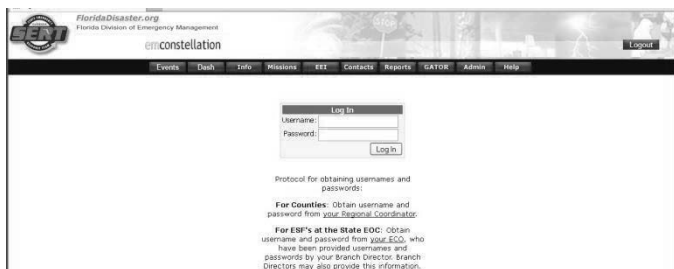 FloridaDisaster.org
Florida Division of Emergency Management
SERT
emconstellation
Logout
Events Dash Info Missions EEI Contacts Reports GATOR Admin Help
Log In
Username:
Password:
Log In
Protocol for obtaining usernames and
passwords:
For Counties: Obtain username and
password from your Regional Coordinator.
For ESF's at the State EOC: Obtain
username and password from your ECO, who
have been provided usernames and
passwords by your Branch Director. Branch
Directors may also provide this information.